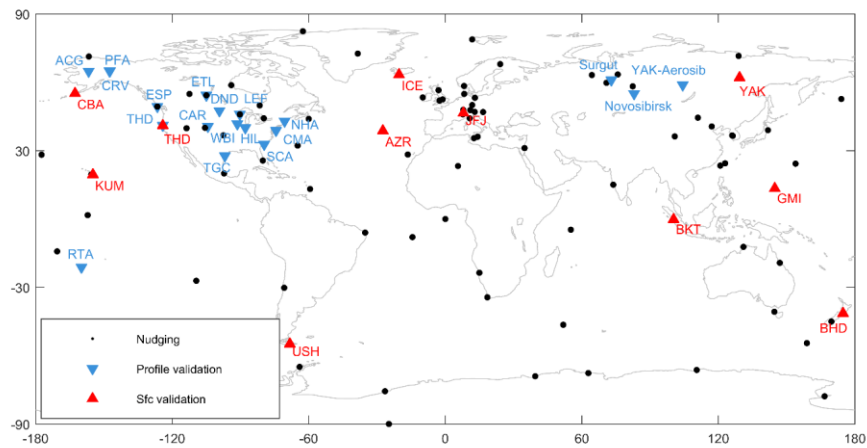 90
30
-30
-90
-180
-120
-60
0
60
120
180
ACG
PFA
CRV
CBA
ESP
ETL
DND
LEF
THD
CAR
THD
WBI
HIL
NHA
CMA
SCA
TGC
KUM
RTA
ICE
AZR
JFJ
Surgut
YAK-Aerosib
YAK
Novosibirsk
GMI
BKT
BHD
USH
Nudging
Profile validation
Sfc validation